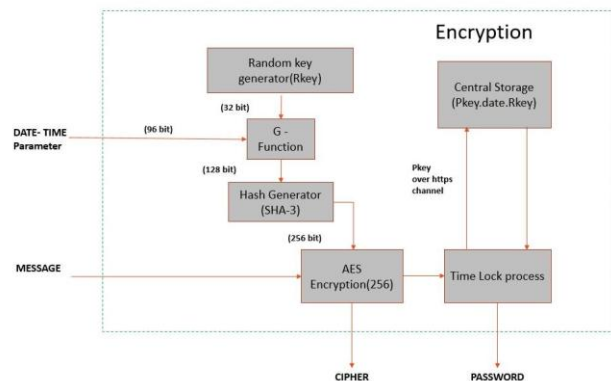 Encryption
Random key
generator(Rkey)
Central Storage
(Pkey.date.Rkey)
(32 bit)
DATE- TIME
Parameter
(96 bit)
G -
Function
(128 bit)
Pkey
over https
channel
Hash Generator
(SHA-3)
(256 bit)
MESSAGE
AES
Encryption(256)
Time Lock process
CIPHER
PASSWORD